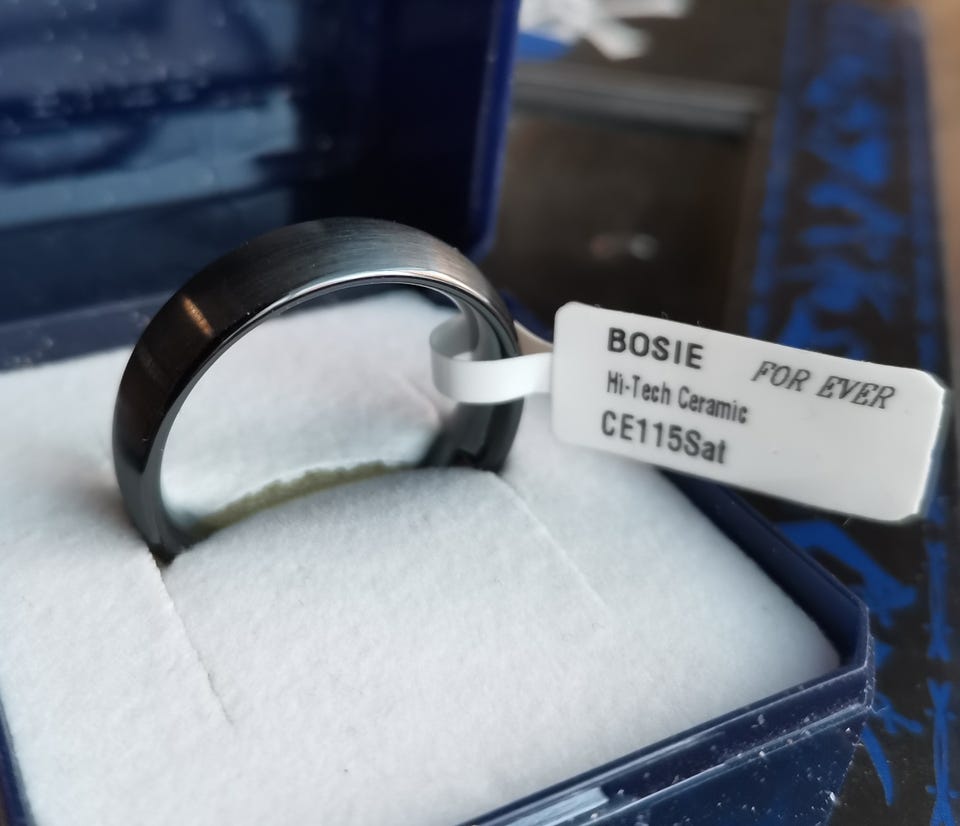 BOSIE
FOR EVER
Hi-Tech Ceramic
CE115Sat